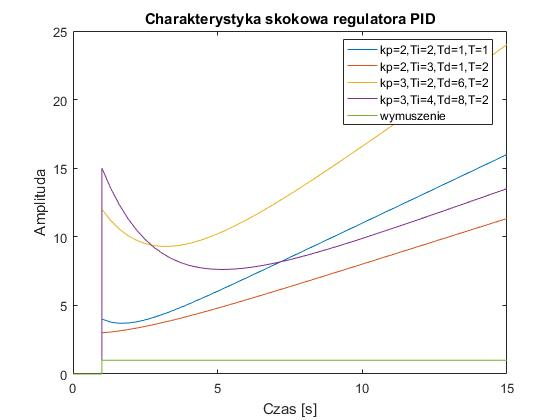 Charakterystyka skokowa regulatora PID
25
kp=2,Ti=2,Td=1,T=1
kp=2,Ti=3,Td=1,T=2
kp=3,Ti=2,Td=6,T=2
kp=3,Ti=4,Td=8,T=2
wymuszenie
20
15
10
5
0
Amplituda
0
5
10
15
Czas [s]